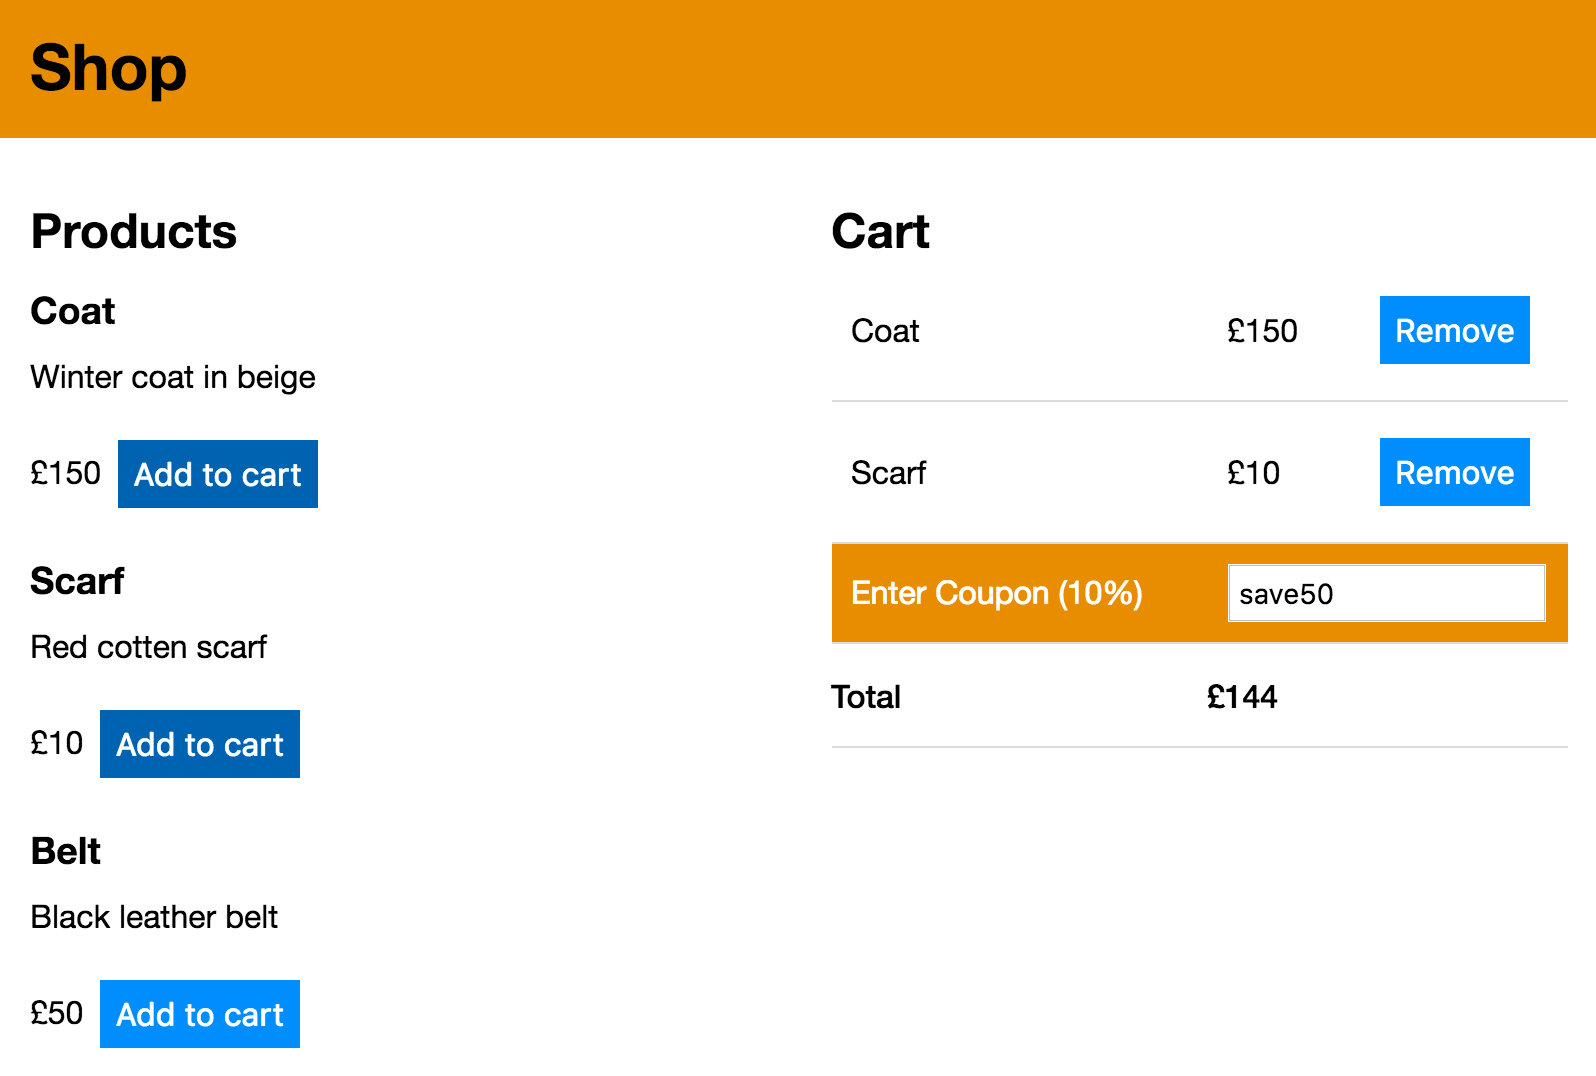 Shop
Products
Coat
Winter coat in beige
£150 Add to cart
Scarf
Red cotten scarf
£10 Add to cart
Belt
Black leather belt
£50 Add to cart
Cart
Coat £150 Remove
Scarf £10 Remove
Enter Coupon (10%) save50
Total £144